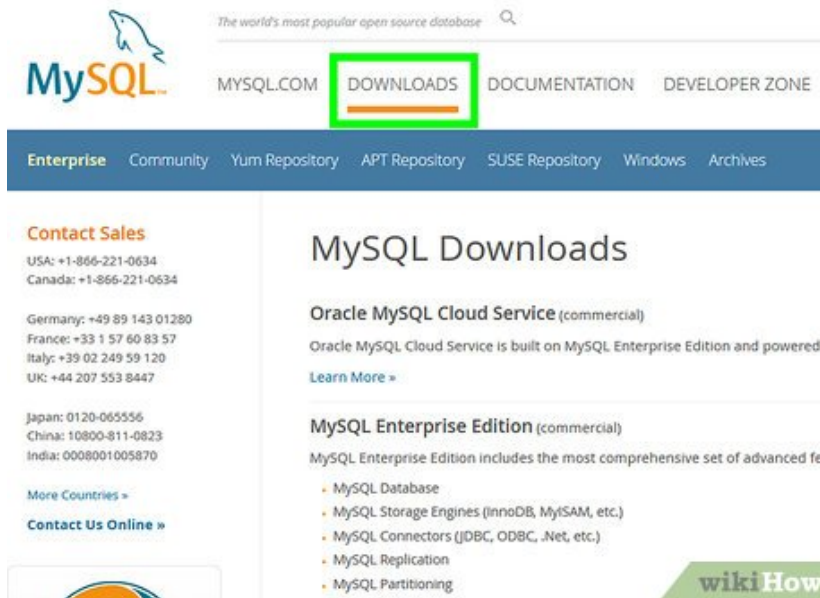 The world's most popular open source database
MySQL™
MYSQL.COM DOWNLOADS DOCUMENTATION DEVELOPER ZONE
Enterprise Community Yum Repository APT Repository SUSE Repository Windows Archives
Contact Sales
USA: +1-866-221-0634
Canada: +1-866-221-0634
Germany: +49 89 143 01280
France: +33 1 57 60 83 57
Italy: +39 02 249 59 120
UK: +44 207 553 8447
Japan: 0120-065556
China: 10800-811-0823
India: 0008001005870
More Countries »
Contact Us Online »
MySQL Downloads
Oracle MySQL Cloud Service (commercial)
Oracle MySQL Cloud Service is built on MySQL Enterprise Edition and powered
Learn More »
MySQL Enterprise Edition (commercial)
MySQL Enterprise Edition includes the most comprehensive set of advanced fe
• MySQL Database
• MySQL Storage Engines (InnoDB, MyISAM, etc.)
• MySQL Connectors (JDBC, ODBC, .Net, etc.)
• MySQL Replication
• MySQL Partitioning
wikiHow